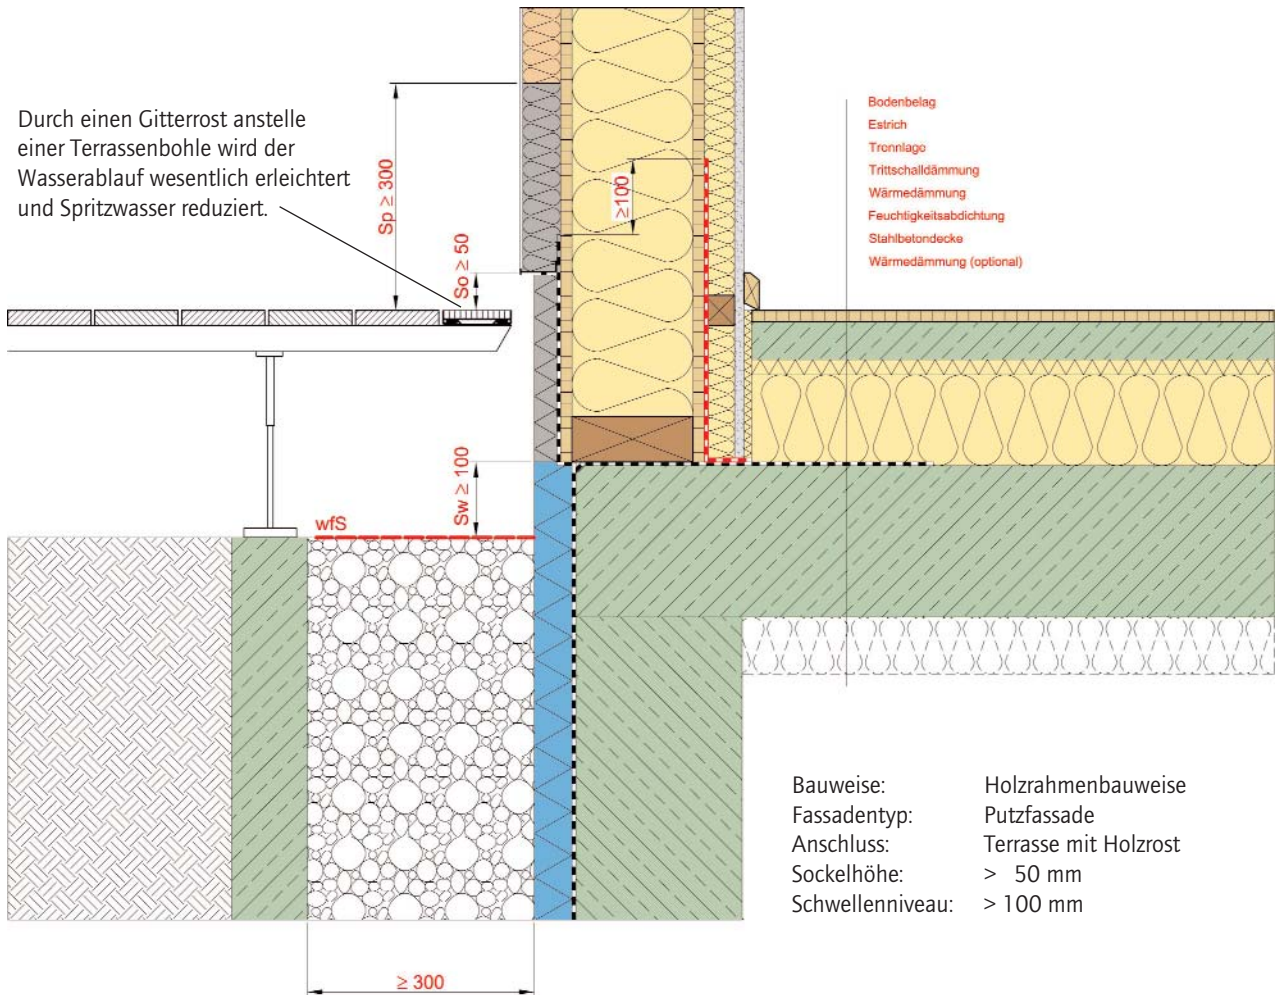 Durch einen Gitterrost anstelle
einer Terrassenbohle wird der
Wasserablauf wesentlich erleichtert
und Spritzwasser reduziert.
Sp ≥ 300
So ≥ 50
≥100
Bodenbelag
Estrich
Trennlage
Trittschalldämmung
Wärmedämmung
Feuchtigkeitsabdichtung
Stahlbetondecke
Wärmedämmung (optional)
Sw ≥ 100
wfS
Bauweise: Holzrahmenbauweise
Fassadentyp: Putzfassade
Anschluss: Terrasse mit Holzrost
Sockelhöhe: > 50 mm
Schwellenniveau: > 100 mm
≥ 300